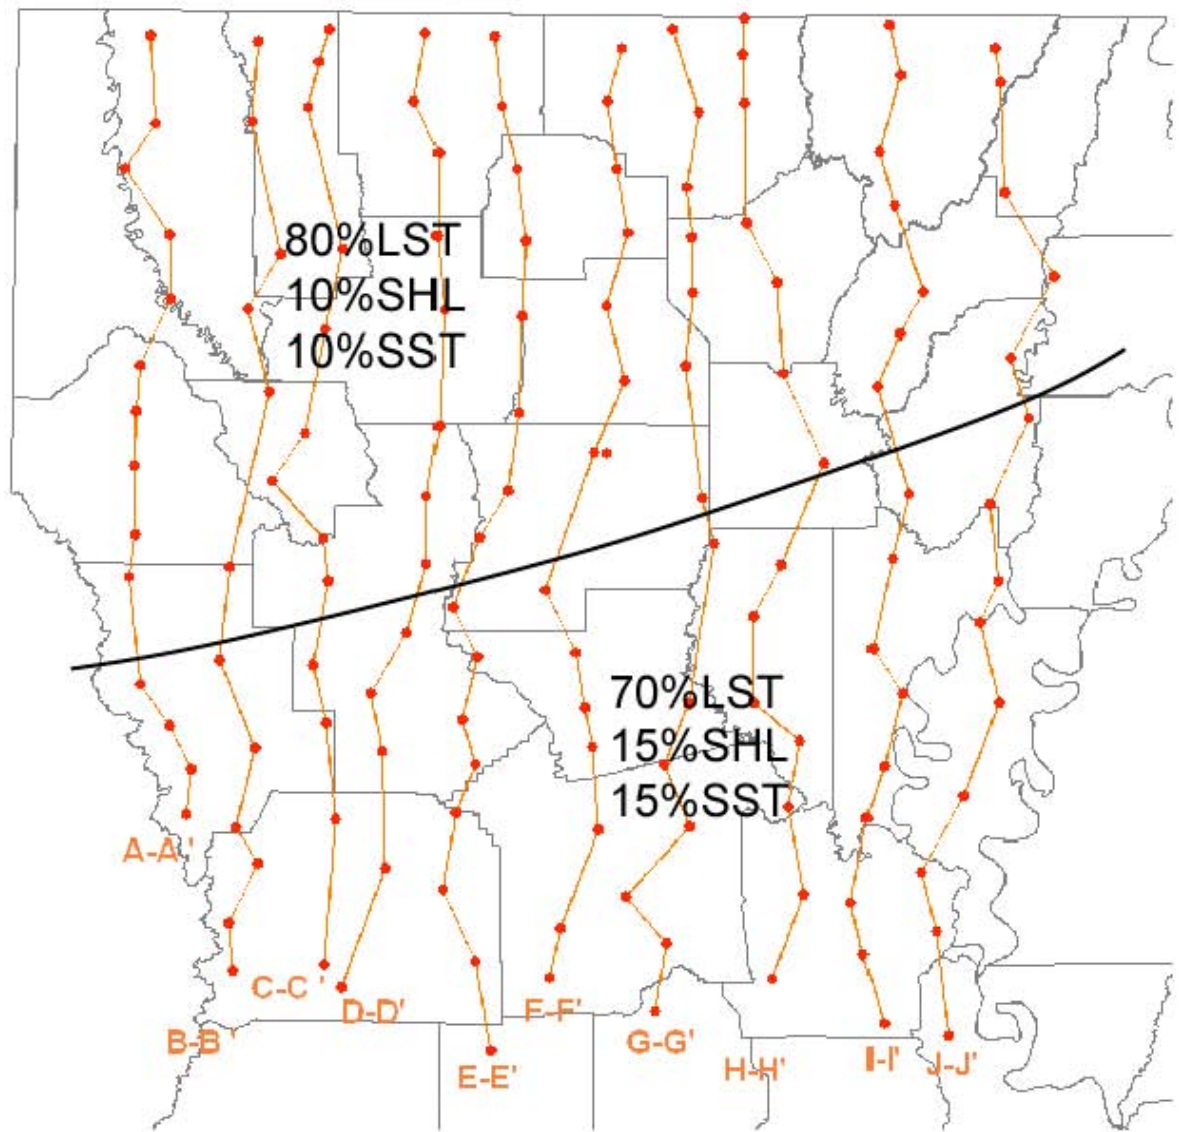 80%LST
10%SHL
10%SST
70%LST
15%SHL
15%SST
A-A'
B-B'
C-C'
D-D'
E-E'
F-F'
G-G'
H-H'
I-I'
J-J'